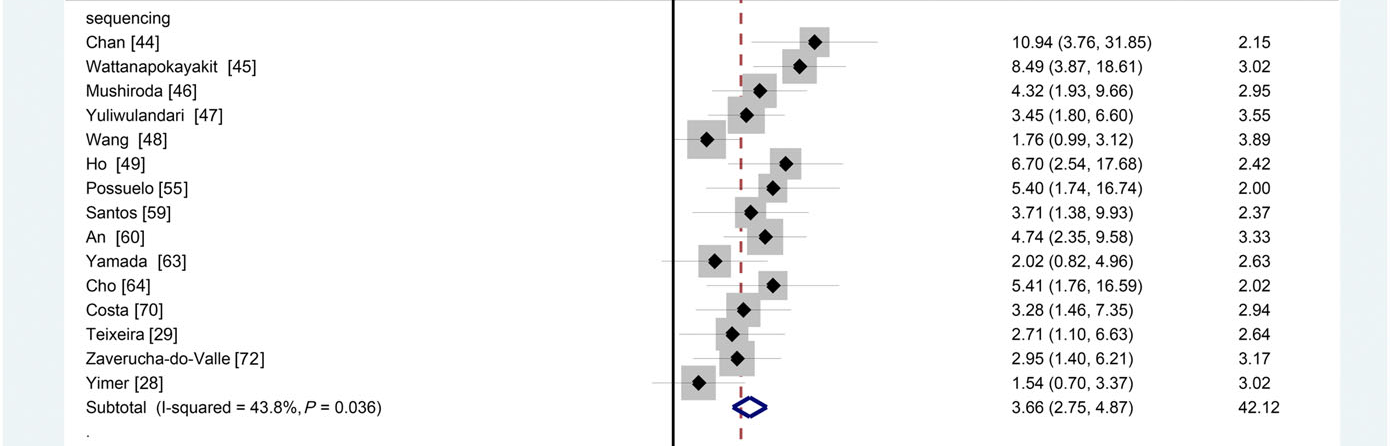 sequencing
Chan [44] 10.94 (3.76, 31.85) 2.15
Wattanapokayakit [45] 8.49 (3.87, 18.61) 3.02
Mushiroda [46] 4.32 (1.93, 9.66) 2.95
Yuliwulandari [47] 3.45 (1.80, 6.60) 3.55
Wang [48] 1.76 (0.99, 3.12) 3.89
Ho [49] 6.70 (2.54, 17.68) 2.42
Possuelo [55] 5.40 (1.74, 16.74) 2.00
Santos [59] 3.71 (1.38, 9.93) 2.37
An [60] 4.74 (2.35, 9.58) 3.33
Yamada [63] 2.02 (0.82, 4.96) 2.63
Cho [64] 5.41 (1.76, 16.59) 2.02
Costa [70] 3.28 (1.46, 7.35) 2.94
Teixeira [29] 2.71 (1.10, 6.63) 2.64
Zaverucha-do-Valle [72] 2.95 (1.40, 6.21) 3.17
Yimer [28] 1.54 (0.70, 3.37) 3.02
Subtotal (I-squared = 43.8%, P = 0.036) 3.66 (2.75, 4.87) 42.12
.